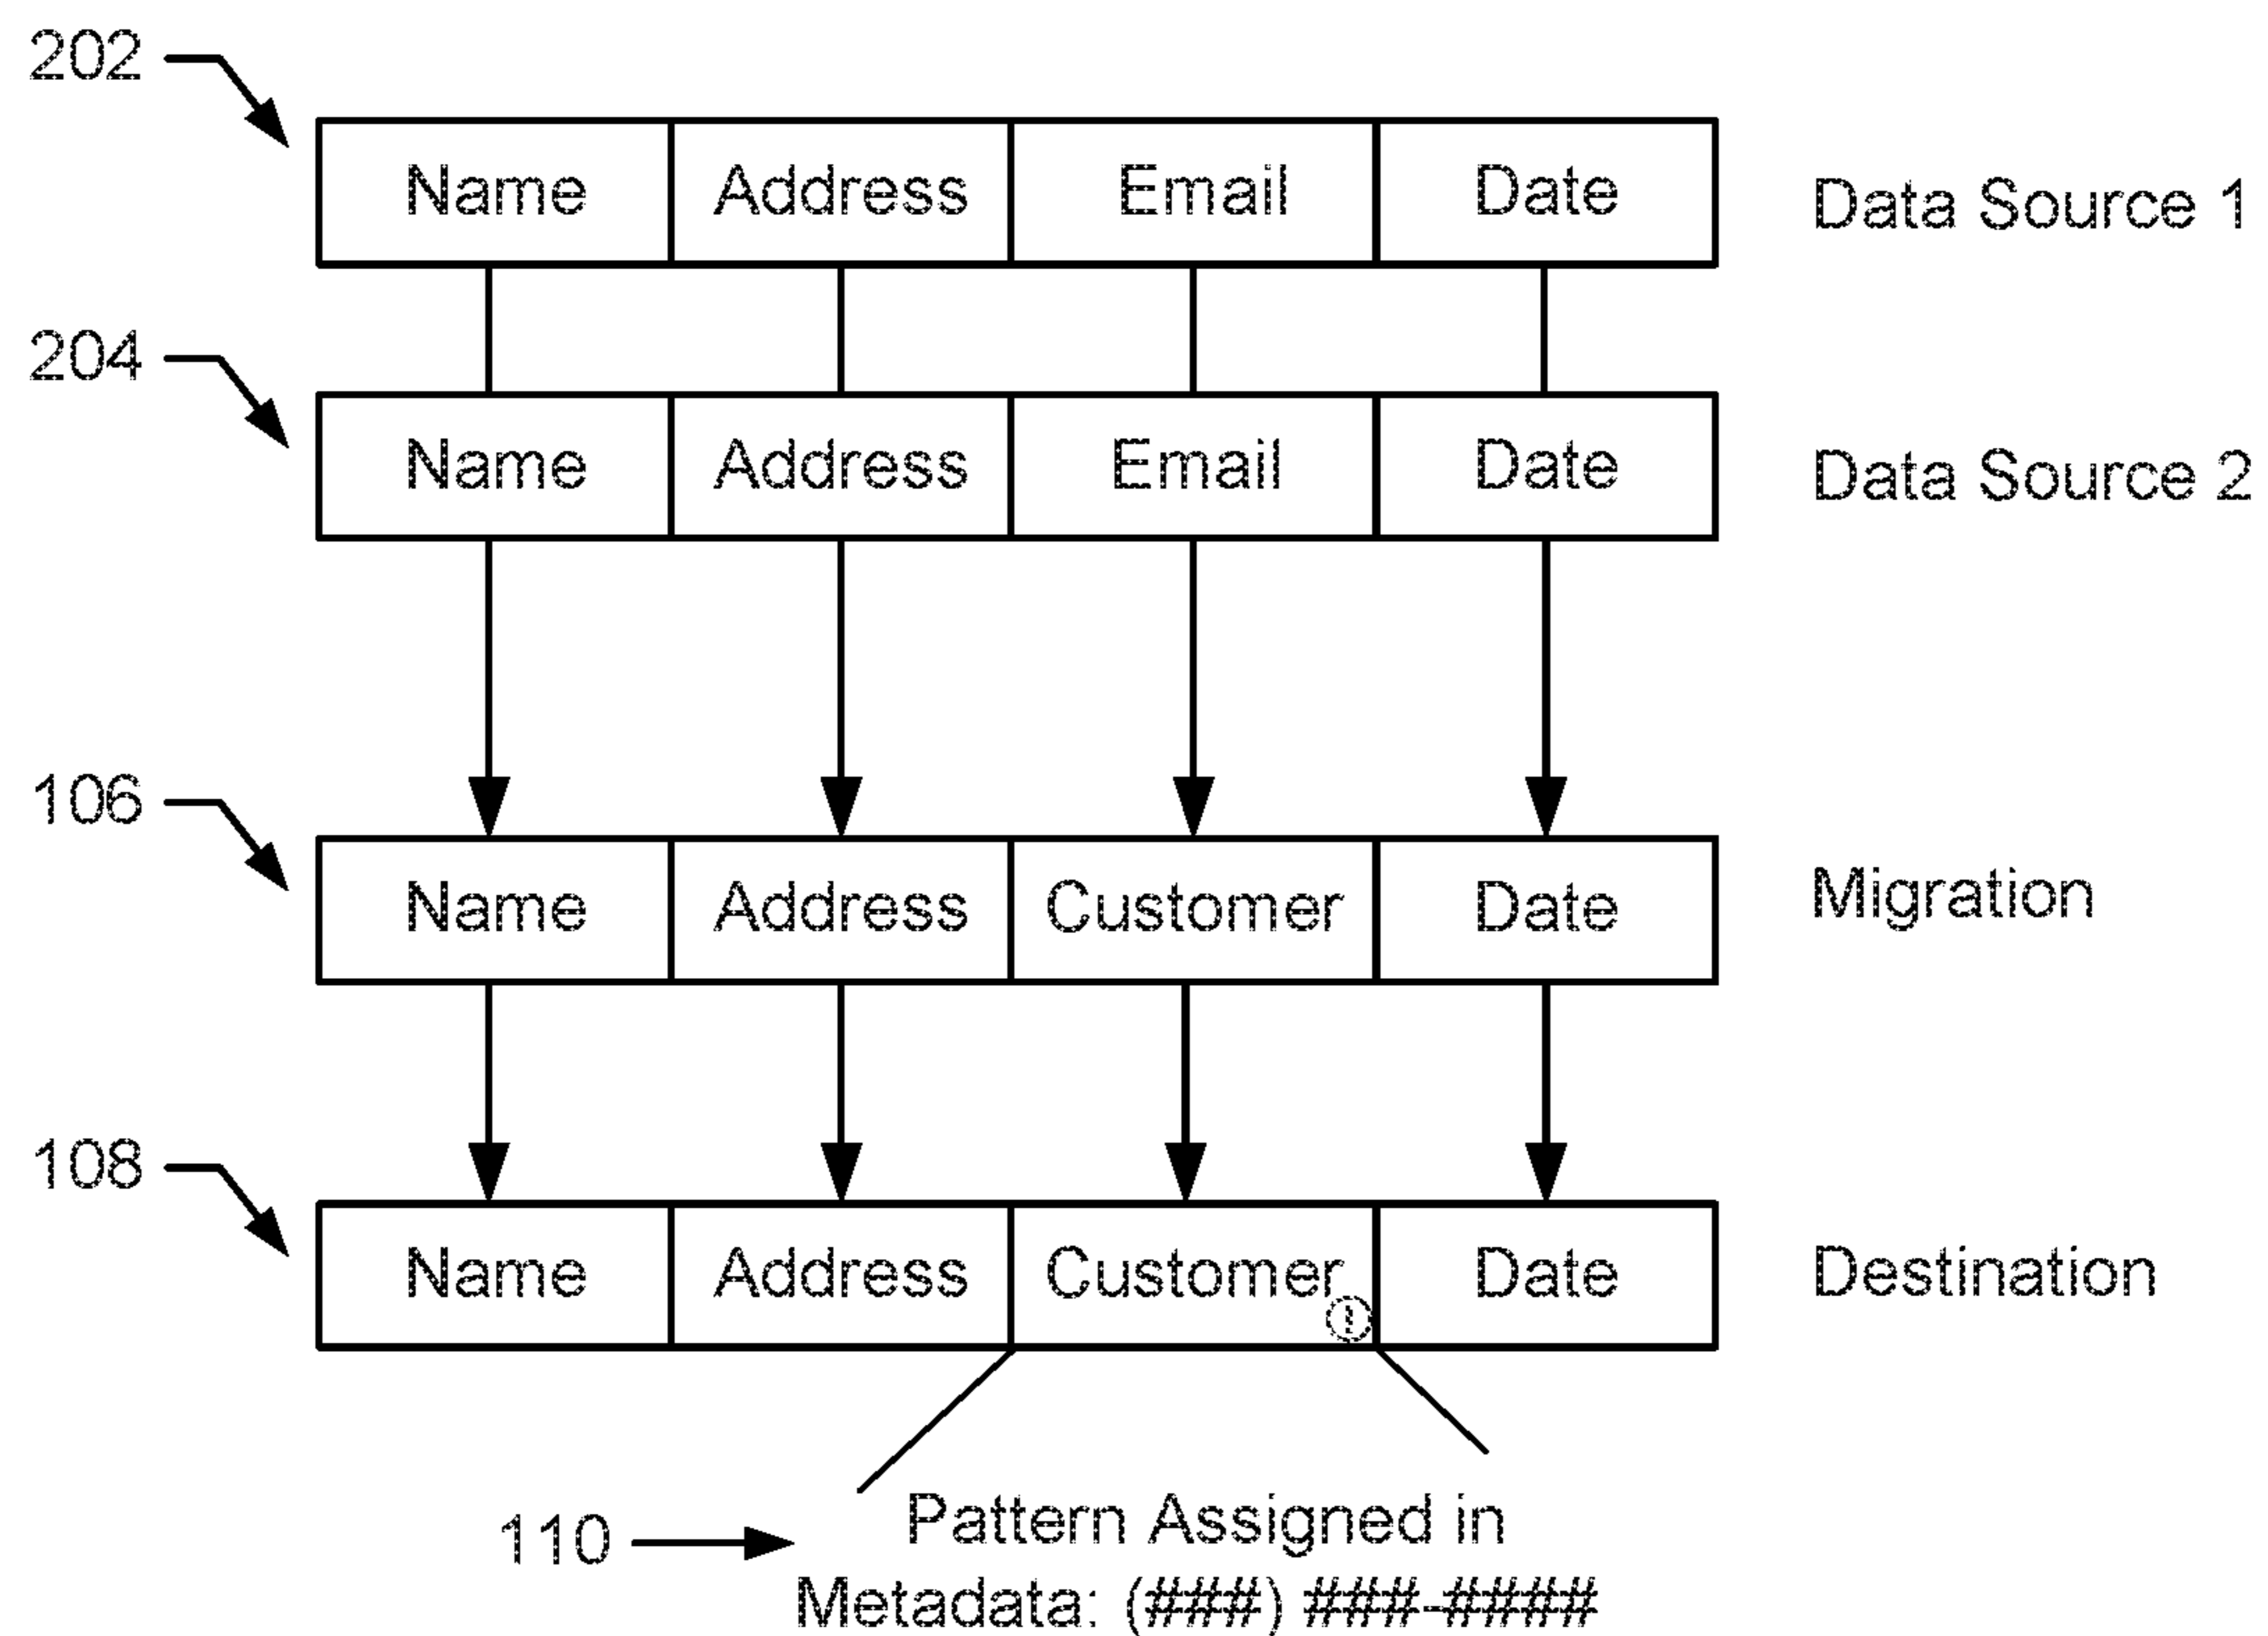 202
Name Address Email Date Data Source 1
204
Name Address Email Date Data Source 2
106
Name Address Customer Date Migration
108
Name Address Customer Date Destination
!
110 Pattern Assigned in
Metadata: (###) ###-####